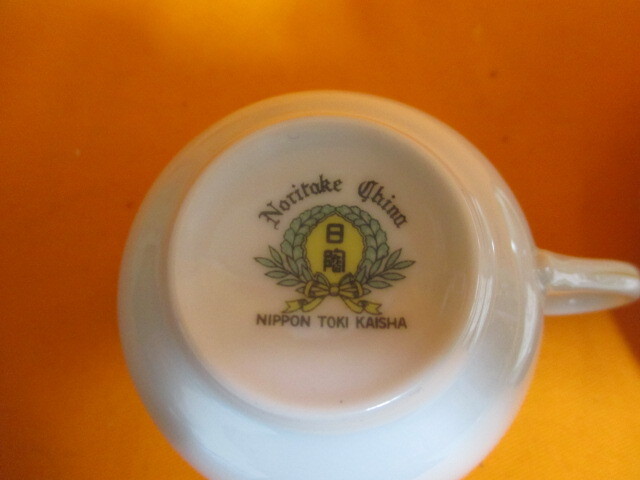 Noritake China
日
陶
NIPPON TOKI KAISHA